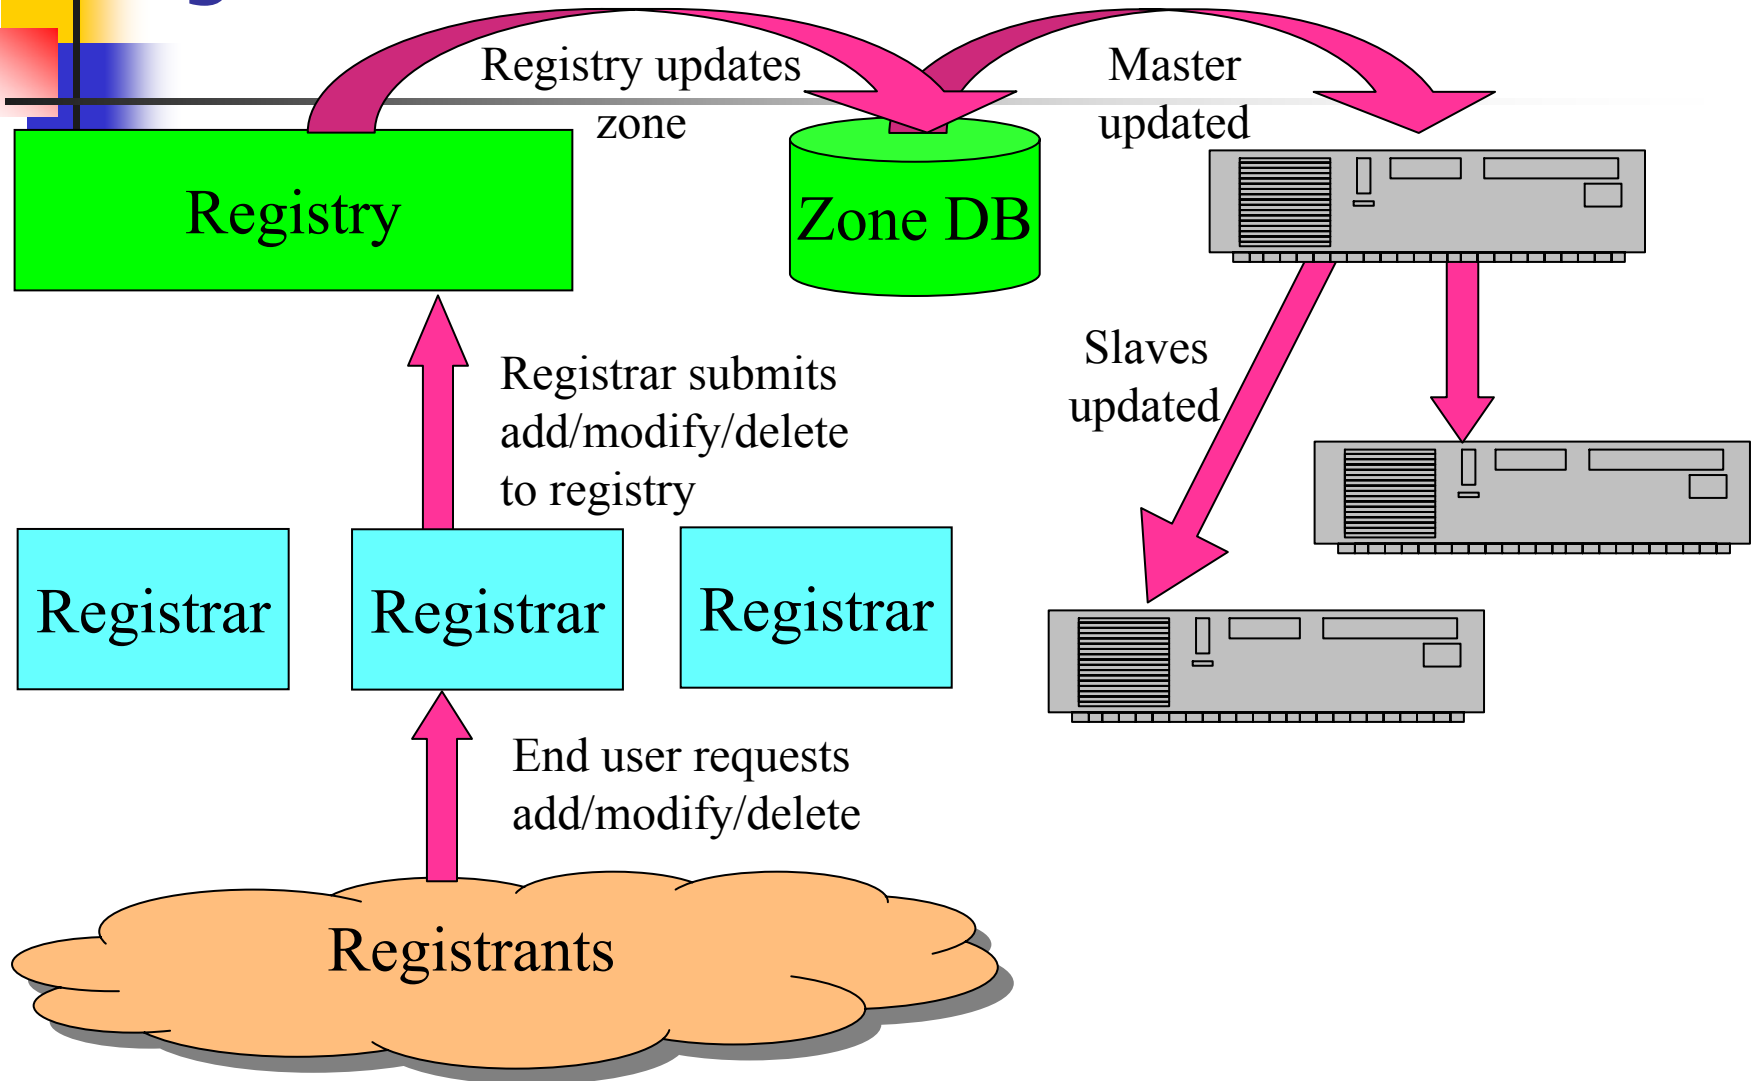 Registry updates
zone
Master
updated
Registry
Zone DB
Slaves
updated
Registrar submits
add/modify/delete
to registry
Registrar
Registrar
Registrar
End user requests
add/modify/delete
Registrants